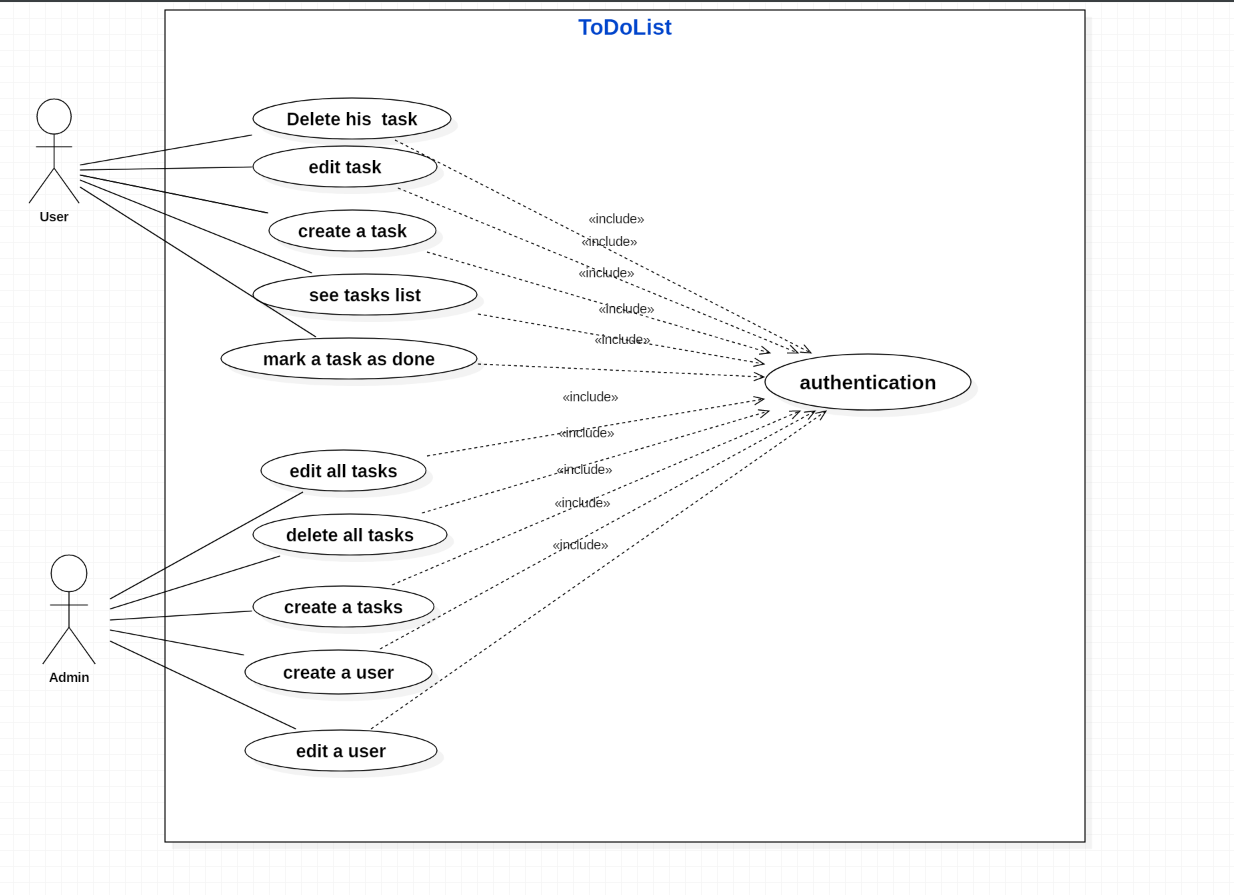 ToDoList
Delete his  task
edit task
create a task
see tasks list
mark a task as done
User
«include»
«include»
«include»
«include»
«include»
authentication
«include»
«include»
«include»
«include»
«include»
edit all tasks
delete all tasks
create a tasks
create a user
edit a user
Admin